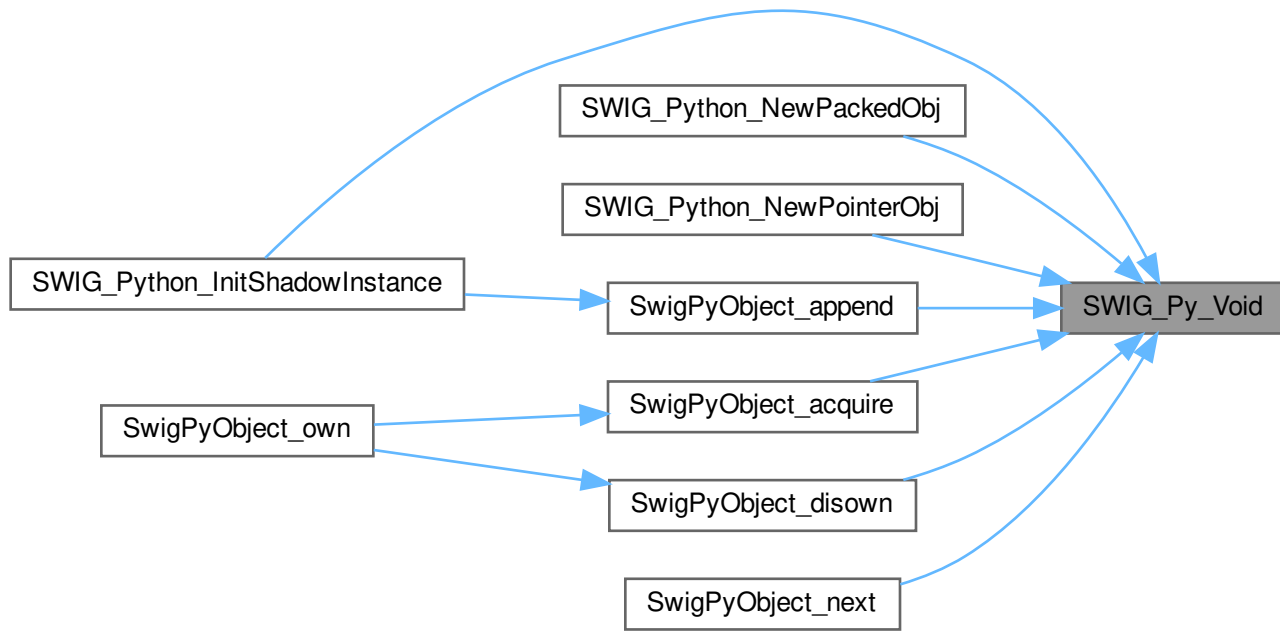 SWIG_Python_NewPackedObj
SWIG_Python_NewPointerObj
SWIG_Python_InitShadowInstance
SwigPyObject_append
SWIG_Py_Void
SwigPyObject_acquire
SwigPyObject_own
SwigPyObject_disown
SwigPyObject_next